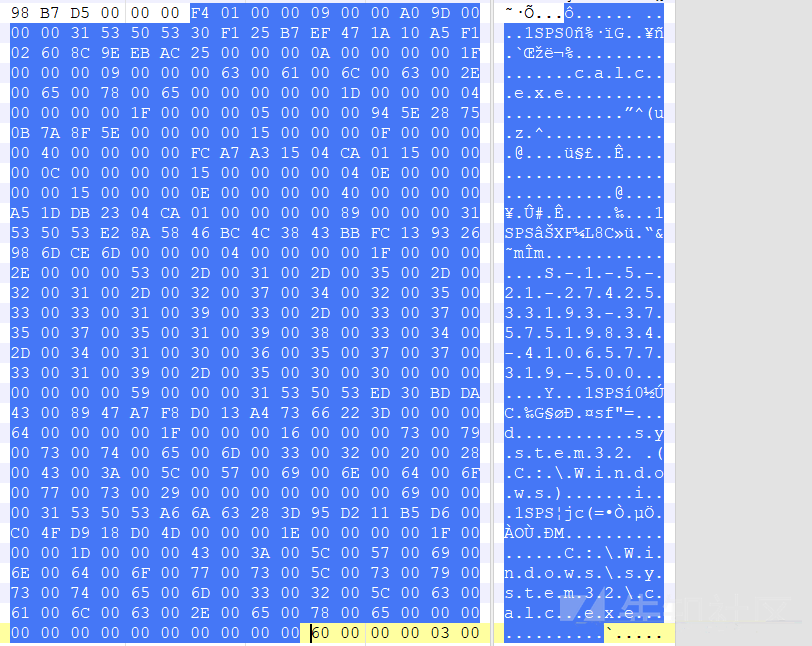 98 B7 D5 00 00 00 F4 01 00 00 09 00 00 A0 9D 00 ˜·Õ...ô...... ..
00 00 31 53 50 53 30 F1 25 B7 EF 47 1A 10 A5 F1 ..1SPS0ñ%·ïG..¥ñ
02 60 8C 9E EB AC 25 00 00 00 0A 00 00 00 00 1F .`Œžë¬%.........
00 00 00 09 00 00 00 63 00 61 00 6C 00 63 00 2E .......c.a.l.c..
00 65 00 78 00 65 00 00 00 00 00 1D 00 00 00 04 .e.x.e..........
00 00 00 00 1F 00 00 00 05 00 00 00 94 5E 28 75 ............”^(u
0B 7A 8F 5E 00 00 00 00 15 00 00 00 0F 00 00 00 .z.^............
00 40 00 00 00 00 FC A7 A3 15 04 CA 01 15 00 00 .@....ü§£..Ê....
00 0C 00 00 00 00 15 00 00 00 00 04 0E 00 00 00 ................
00 00 15 00 00 00 0E 00 00 00 00 40 00 00 00 00 ...........@....
A5 1D DB 23 04 CA 01 00 00 00 00 89 00 00 00 31 ¥.Û#.Ê.....‰...1
53 50 53 E2 8A 58 46 BC 4C 38 43 BB FC 13 93 26 SPSâŠXF¼L8C»ü.“&
98 6D CE 6D 00 00 00 00 04 00 00 00 00 1F 00 00 ˜mÎm............
2E 00 00 00 53 00 2D 00 31 00 2D 00 35 00 2D 00 ....S.-.1.-.5.-.
32 00 31 00 2D 00 32 00 37 00 34 00 32 00 35 00 2.1.-.2.7.4.2.5.
33 00 33 00 31 00 39 00 33 00 2D 00 33 00 37 00 3.3.1.9.3.-.3.7.
35 00 37 00 35 00 31 00 39 00 38 00 33 00 34 00 5.7.5.1.9.8.3.4.
2D 00 34 00 31 00 30 00 36 00 35 00 37 00 37 00 -.4.1.0.6.5.7.7.
33 00 31 00 39 00 2D 00 35 00 30 00 30 00 00 00 3.1.9.-.5.0.0...
00 00 00 00 59 00 00 00 31 53 50 53 ED 30 BD DA ....Y...1SPSí0½Ú
43 00 89 47 A7 F8 D0 13 A4 73 66 22 3D 00 00 00 C.‰G§øÐ.¤sf"=...
64 00 00 00 00 1F 00 00 00 16 00 00 00 73 00 79 d............s.y
00 73 00 74 00 65 00 6D 00 33 00 32 00 20 00 28 .s.t.e.m.3.2. .(
00 43 00 3A 00 5C 00 57 00 69 00 6E 00 64 00 6F .C.:.\.W.i.n.d.o
00 77 00 73 00 29 00 00 00 00 00 00 00 69 00 00 .w.s.).......i..
00 31 53 50 53 A6 6A 63 28 3D 95 D2 11 B5 D6 00 .1SPS¦jc(=•Ò.µÖ.
C0 4F D9 18 D0 4D 00 00 00 1E 00 00 00 00 1F 00 ÀOÙ.ÐM..........
00 00 1D 00 00 00 43 00 3A 00 5C 00 57 00 69 00 ......C.:.\.W.i.
6E 00 64 00 6F 00 77 00 73 00 5C 00 73 00 79 00 n.d.o.w.s.\.s.y.
73 00 74 00 65 00 6D 00 33 00 32 00 5C 00 63 00 s.t.e.m.3.2.\.c.
61 00 6C 00 63 00 2E 00 65 00 78 00 65 00 00 00 a.l.c...e.x.e...
00 00 00 00 00 00 00 00 00 00 60 00 00 00 03 00 ..........`.....